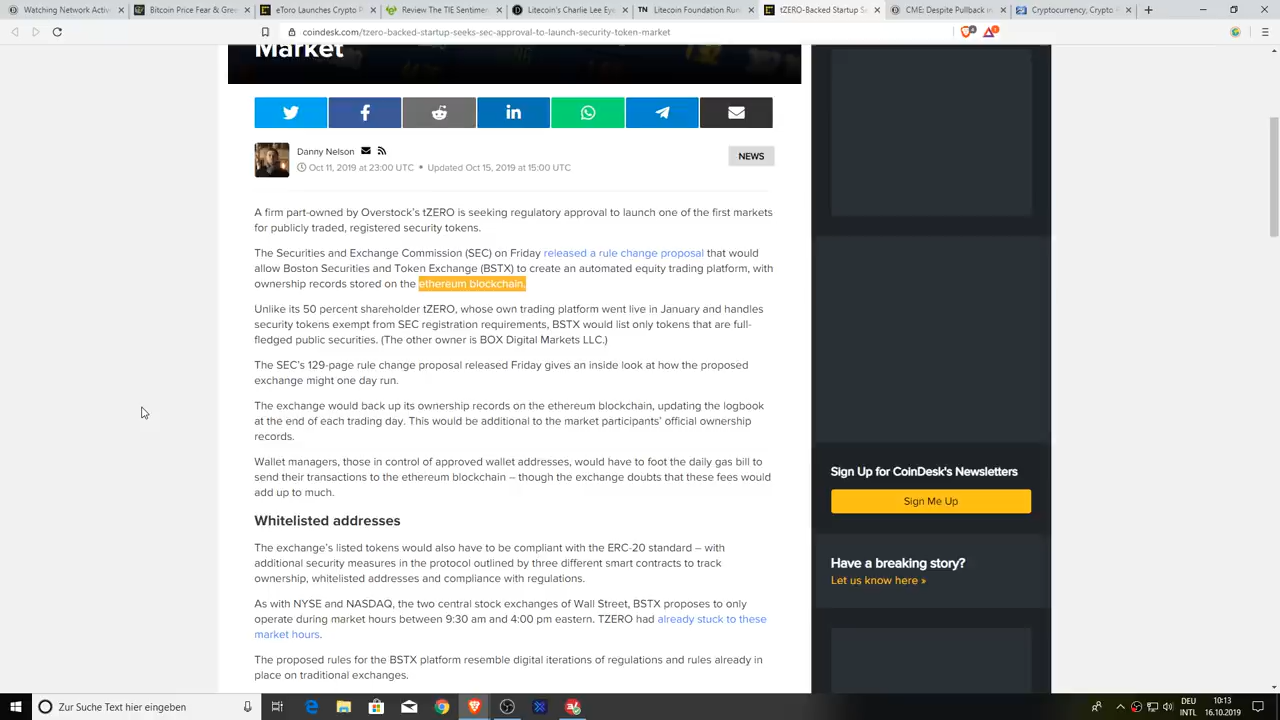 Watching Network Activ
Bitcoin Price Fear & Gree
eToro Launches Crypto P
Review The TIE Sentimen
Litecoin's Charlie Lee Eye
TN Litecoin Foundation Run
tZERO-Backed Startup Se
CME: Despite Pullback in
Cryptocurrency, Crypto
coindesk.com/tzero-backed-startup-seeks-sec-approval-to-launch-security-token-market
Market
Danny Nelson
Oct 11, 2019 at 23:00 UTC • Updated Oct 15, 2019 at 15:00 UTC
NEWS
A firm part-owned by Overstock's tZERO is seeking regulatory approval to launch one of the first markets
for publicly traded, registered security tokens.
The Securities and Exchange Commission (SEC) on Friday released a rule change proposal that would
allow Boston Securities and Token Exchange (BSTX) to create an automated equity trading platform, with
ownership records stored on the ethereum blockchain.
Unlike its 50 percent shareholder tZERO, whose own trading platform went live in January and handles
security tokens exempt from SEC registration requirements, BSTX would list only tokens that are full-
fledged public securities. (The other owner is BOX Digital Markets LLC.)
The SEC's 129-page rule change proposal released Friday gives an inside look at how the proposed
exchange might one day run.
The exchange would back up its ownership records on the ethereum blockchain, updating the logbook
at the end of each trading day. This would be additional to the market participants' official ownership
records.
Wallet managers, those in control of approved wallet addresses, would have to foot the daily gas bill to
send their transactions to the ethereum blockchain – though the exchange doubts that these fees would
add up to much.
Whitelisted addresses
The exchange's listed tokens would also have to be compliant with the ERC-20 standard – with
additional security measures in the protocol outlined by three different smart contracts to track
ownership, whitelisted addresses and compliance with regulations.
As with NYSE and NASDAQ, the two central stock exchanges of Wall Street, BSTX proposes to only
operate during market hours between 9:30 am and 4:00 pm eastern. TZERO had already stuck to these
market hours.
The proposed rules for the BSTX platform resemble digital iterations of regulations and rules already in
place on traditional exchanges.
Sign Up for CoinDesk's Newsletters
Sign Me Up
Have a breaking story?
Let us know here »
Zur Suche Text hier eingeben
DEU
INTL
10:13
16.10.2019